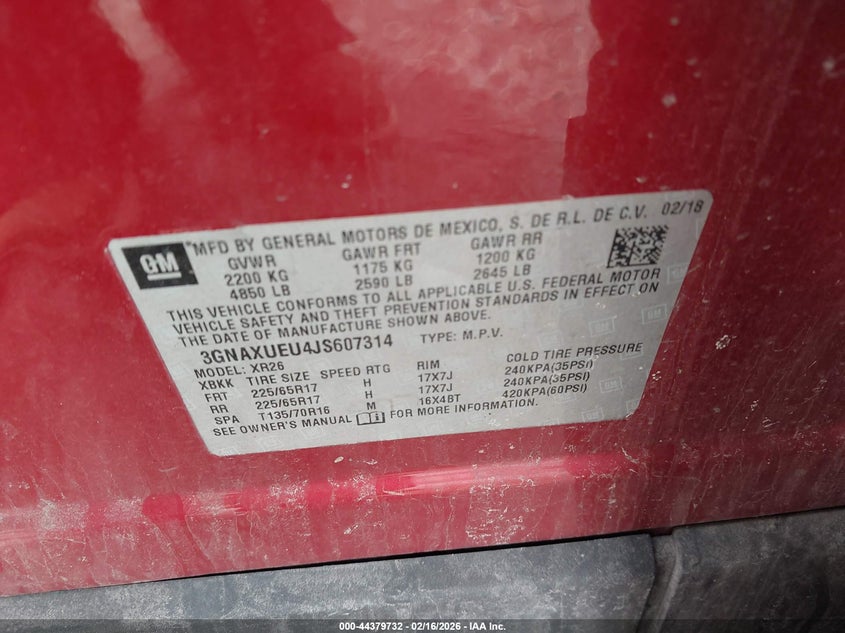 MFD BY GENERAL MOTORS DE MEXICO, S. DE R.L. DE C.V. 02/18
GM
GVWR GAWR FRT GAWR RR
2200 KG 1175 KG 1200 KG
4850 LB 2590 LB 2645 LB
THIS VEHICLE CONFORMS TO ALL APPLICABLE U.S. FEDERAL MOTOR
VEHICLE SAFETY AND THEFT PREVENTION STANDARDS IN EFFECT ON
THE DATE OF MANUFACTURE SHOWN ABOVE.
3GNAXUEU4JS607314 TYPE: M.P.V.
MODEL: XR26
XBKK TIRE SIZE SPEED RTG RIM COLD TIRE PRESSURE
FRT 225/65R17 H 17X7J 240KPA(35PSI)
RR 225/65R17 H 17X7J 240KPA(35PSI)
SPA T135/70R16 M 16X4BT 420KPA(60PSI)
SEE OWNER'S MANUAL FOR MORE INFORMATION.
000-44379732 - 02/16/2026 - IAA Inc.